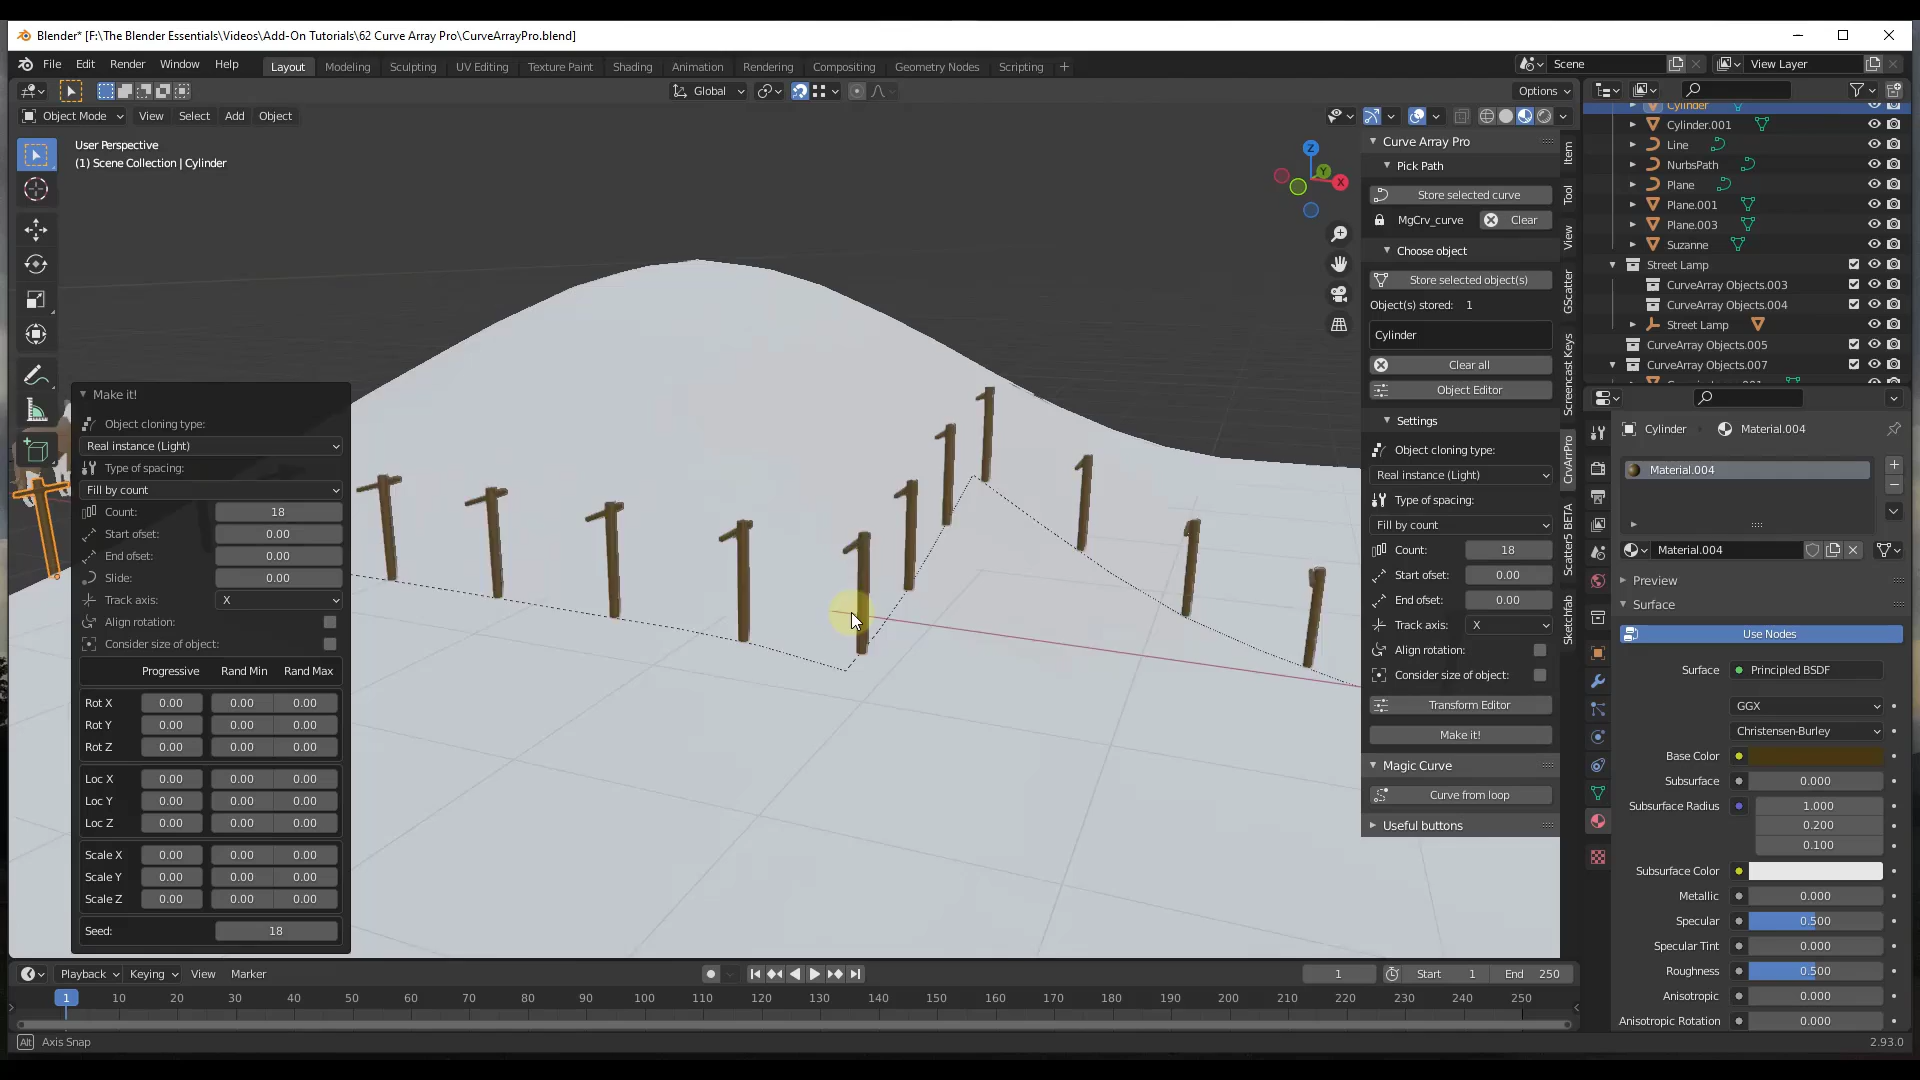 Blender* [F:\The Blender Essentials\Videos\Add-On Tutorials\62 Curve Array Pro\CurveArrayPro.blend]
File Edit Render Window Help Layout Modeling Sculpting UV Editing Texture Paint Shading Animation Rendering Compositing Geometry Nodes Scripting + Scene View Layer
Global Options
Object Mode View Select Add Object
User Perspective
(1) Scene Collection | Cylinder
Z
Y
X
Curve Array Pro
Pick Path
Store selected curve
MgCrv_curve Clear
Choose object
Store selected object(s)
Object(s) stored: 1
Cylinder
Clear all
Object Editor
Settings
Object cloning type:
Real instance (Light)
Type of spacing:
Fill by count
Count: 18
Start ofset: 0.00
End ofset: 0.00
Track axis: X
Align rotation:
Consider size of object:
Transform Editor
Make it!
Magic Curve
Curve from loop
Useful buttons
Item
Tool
View
GScatter
Screencast Keys
CrvArrPro
Scatter5 BETA
Sketchfab
Cylinder
Cylinder.001
Line
NurbsPath
Plane
Plane.001
Plane.003
Suzanne
Street Lamp
CurveArray Objects.003
CurveArray Objects.004
Street Lamp
CurveArray Objects.005
CurveArray Objects.007
Cylinder Material.004
Material.004
Material.004
Preview
Surface
Use Nodes
Surface Principled BSDF
GGX
Christensen-Burley
Base Color
Subsurface 0.000
Subsurface Radius 1.000
0.200
0.100
Subsurface Color
Metallic 0.000
Specular 0.500
Specular Tint 0.000
Roughness 0.500
Anisotropic 0.000
Anisotropic Rotation 0.000
Make it!
Object cloning type:
Real instance (Light)
Type of spacing:
Fill by count
Count: 18
Start ofset: 0.00
End ofset: 0.00
Slide: 0.00
Track axis: X
Align rotation:
Consider size of object:
Progressive Rand Min Rand Max
Rot X 0.00 0.00 0.00
Rot Y 0.00 0.00 0.00
Rot Z 0.00 0.00 0.00
Loc X 0.00 0.00 0.00
Loc Y 0.00 0.00 0.00
Loc Z 0.00 0.00 0.00
Scale X 0.00 0.00 0.00
Scale Y 0.00 0.00 0.00
Scale Z 0.00 0.00 0.00
Seed: 18
Playback Keying View Marker 1 Start 1 End 250
1 10 20 30 40 50 60 70 80 90 100 110 120 130 140 150 160 170 180 190 200 210 220 230 240 250
Alt Axis Snap 2.93.0